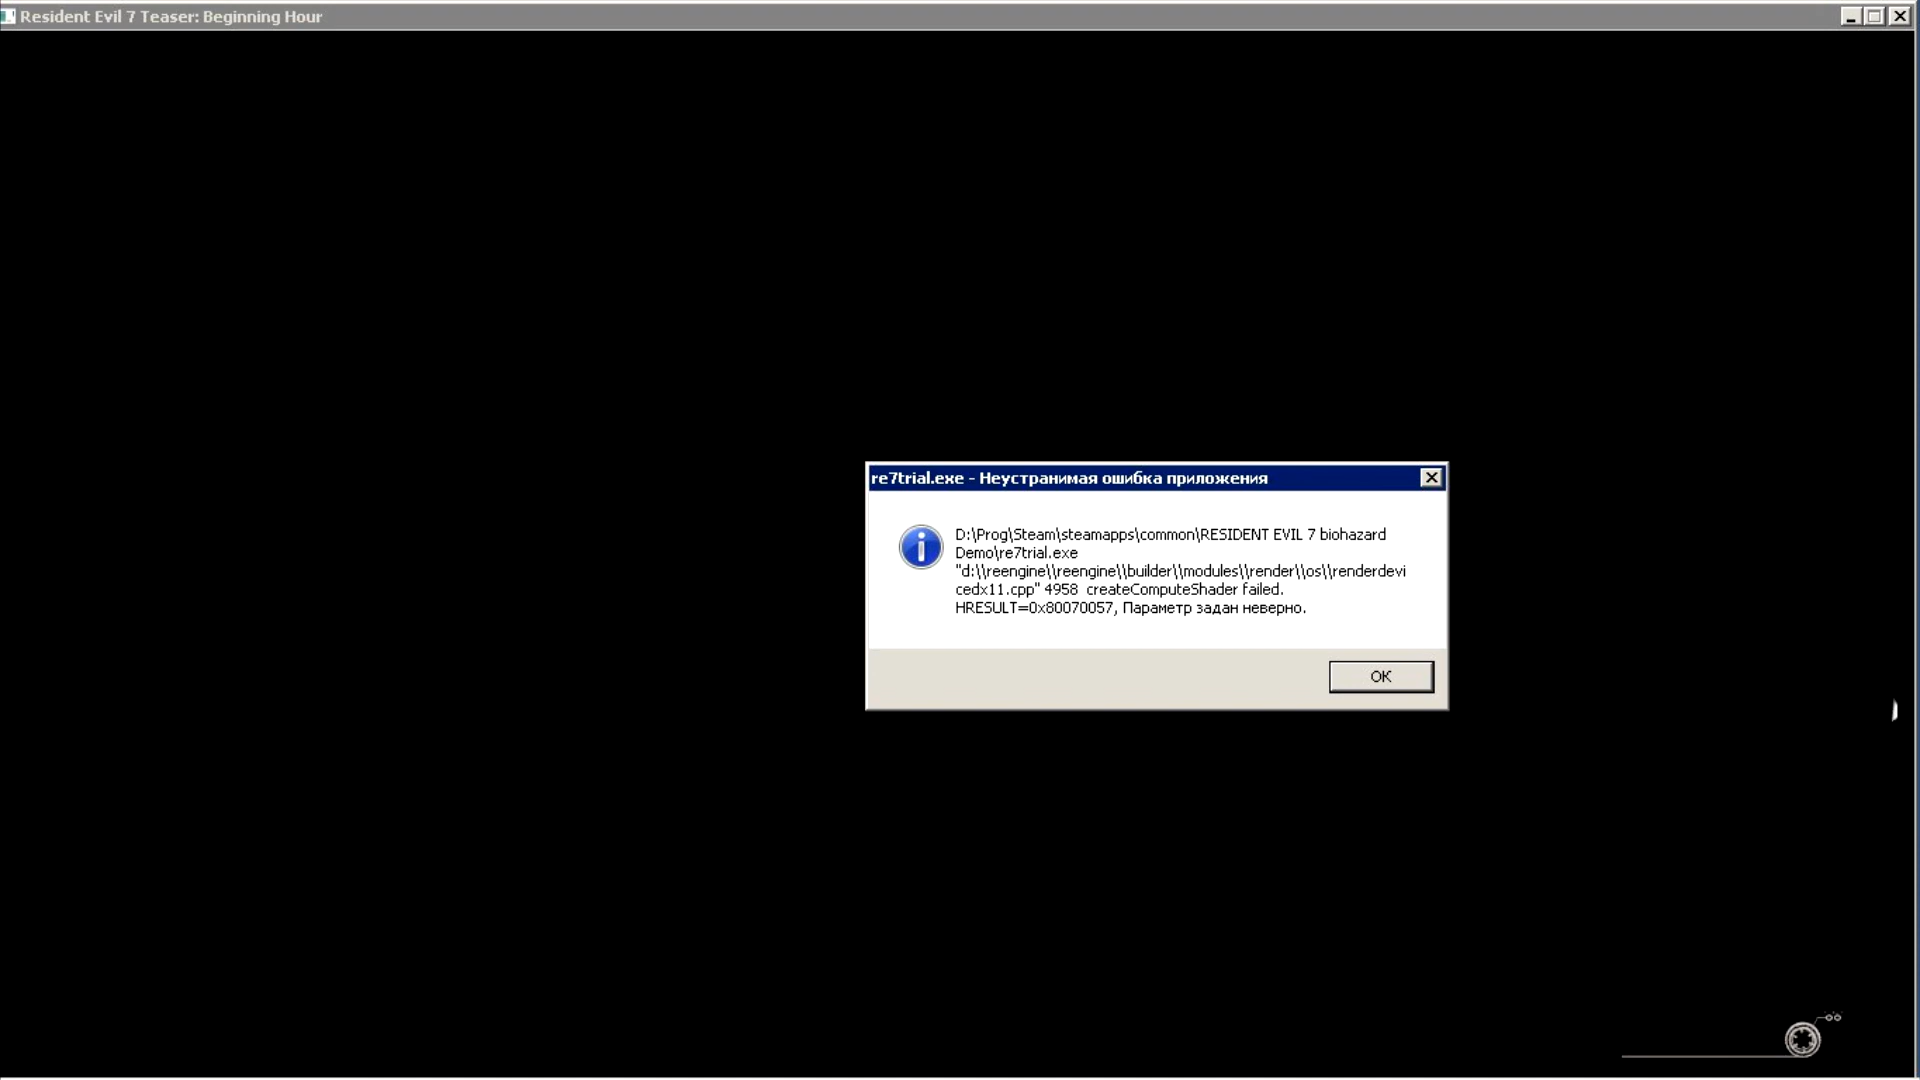 Resident Evil 7 Teaser: Beginning Hour
re7trial.exe - Неустранимая ошибка приложения
D:\Prog\Steam\steamapps\common\RESIDENT EVIL 7 biohazard
Demo\re7trial.exe
"d:\\reengine\\reengine\\builder\\modules\\render\\os\\renderdevi
cedx11.cpp" 4958  createComputeShader failed.
HRESULT=0x80070057, Параметр задан неверно.
OK